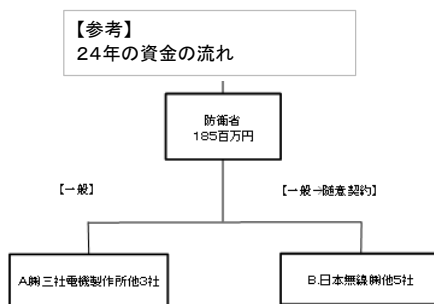 【参考】
24年の資金の流れ
防衛省
185百万円
【一般】
【一般→随意契約】
A.㈱三社電機製作所他3社
B.日本無線㈱他5社